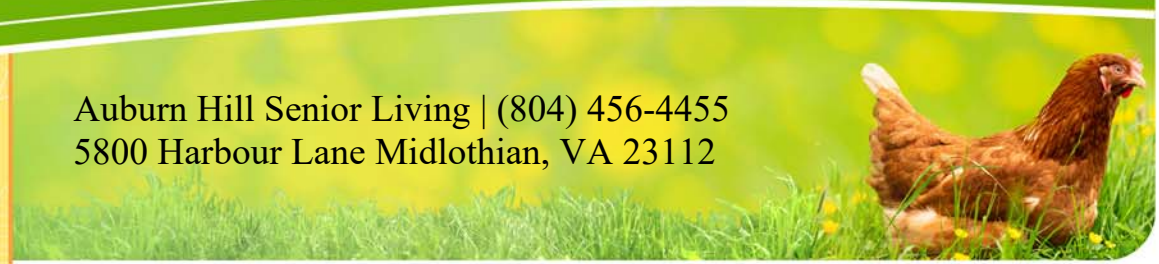 Auburn Hill Senior Living | (804) 456-4455
5800 Harbour Lane Midlothian, VA 23112